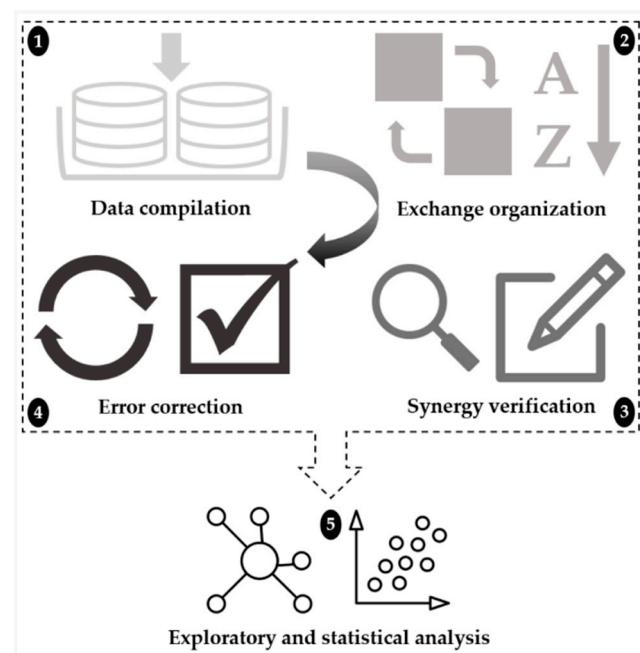 1
2
A
Z
Data compilation
Exchange organization
Error correction
Synergy verification
4
3
5
Exploratory and statistical analysis